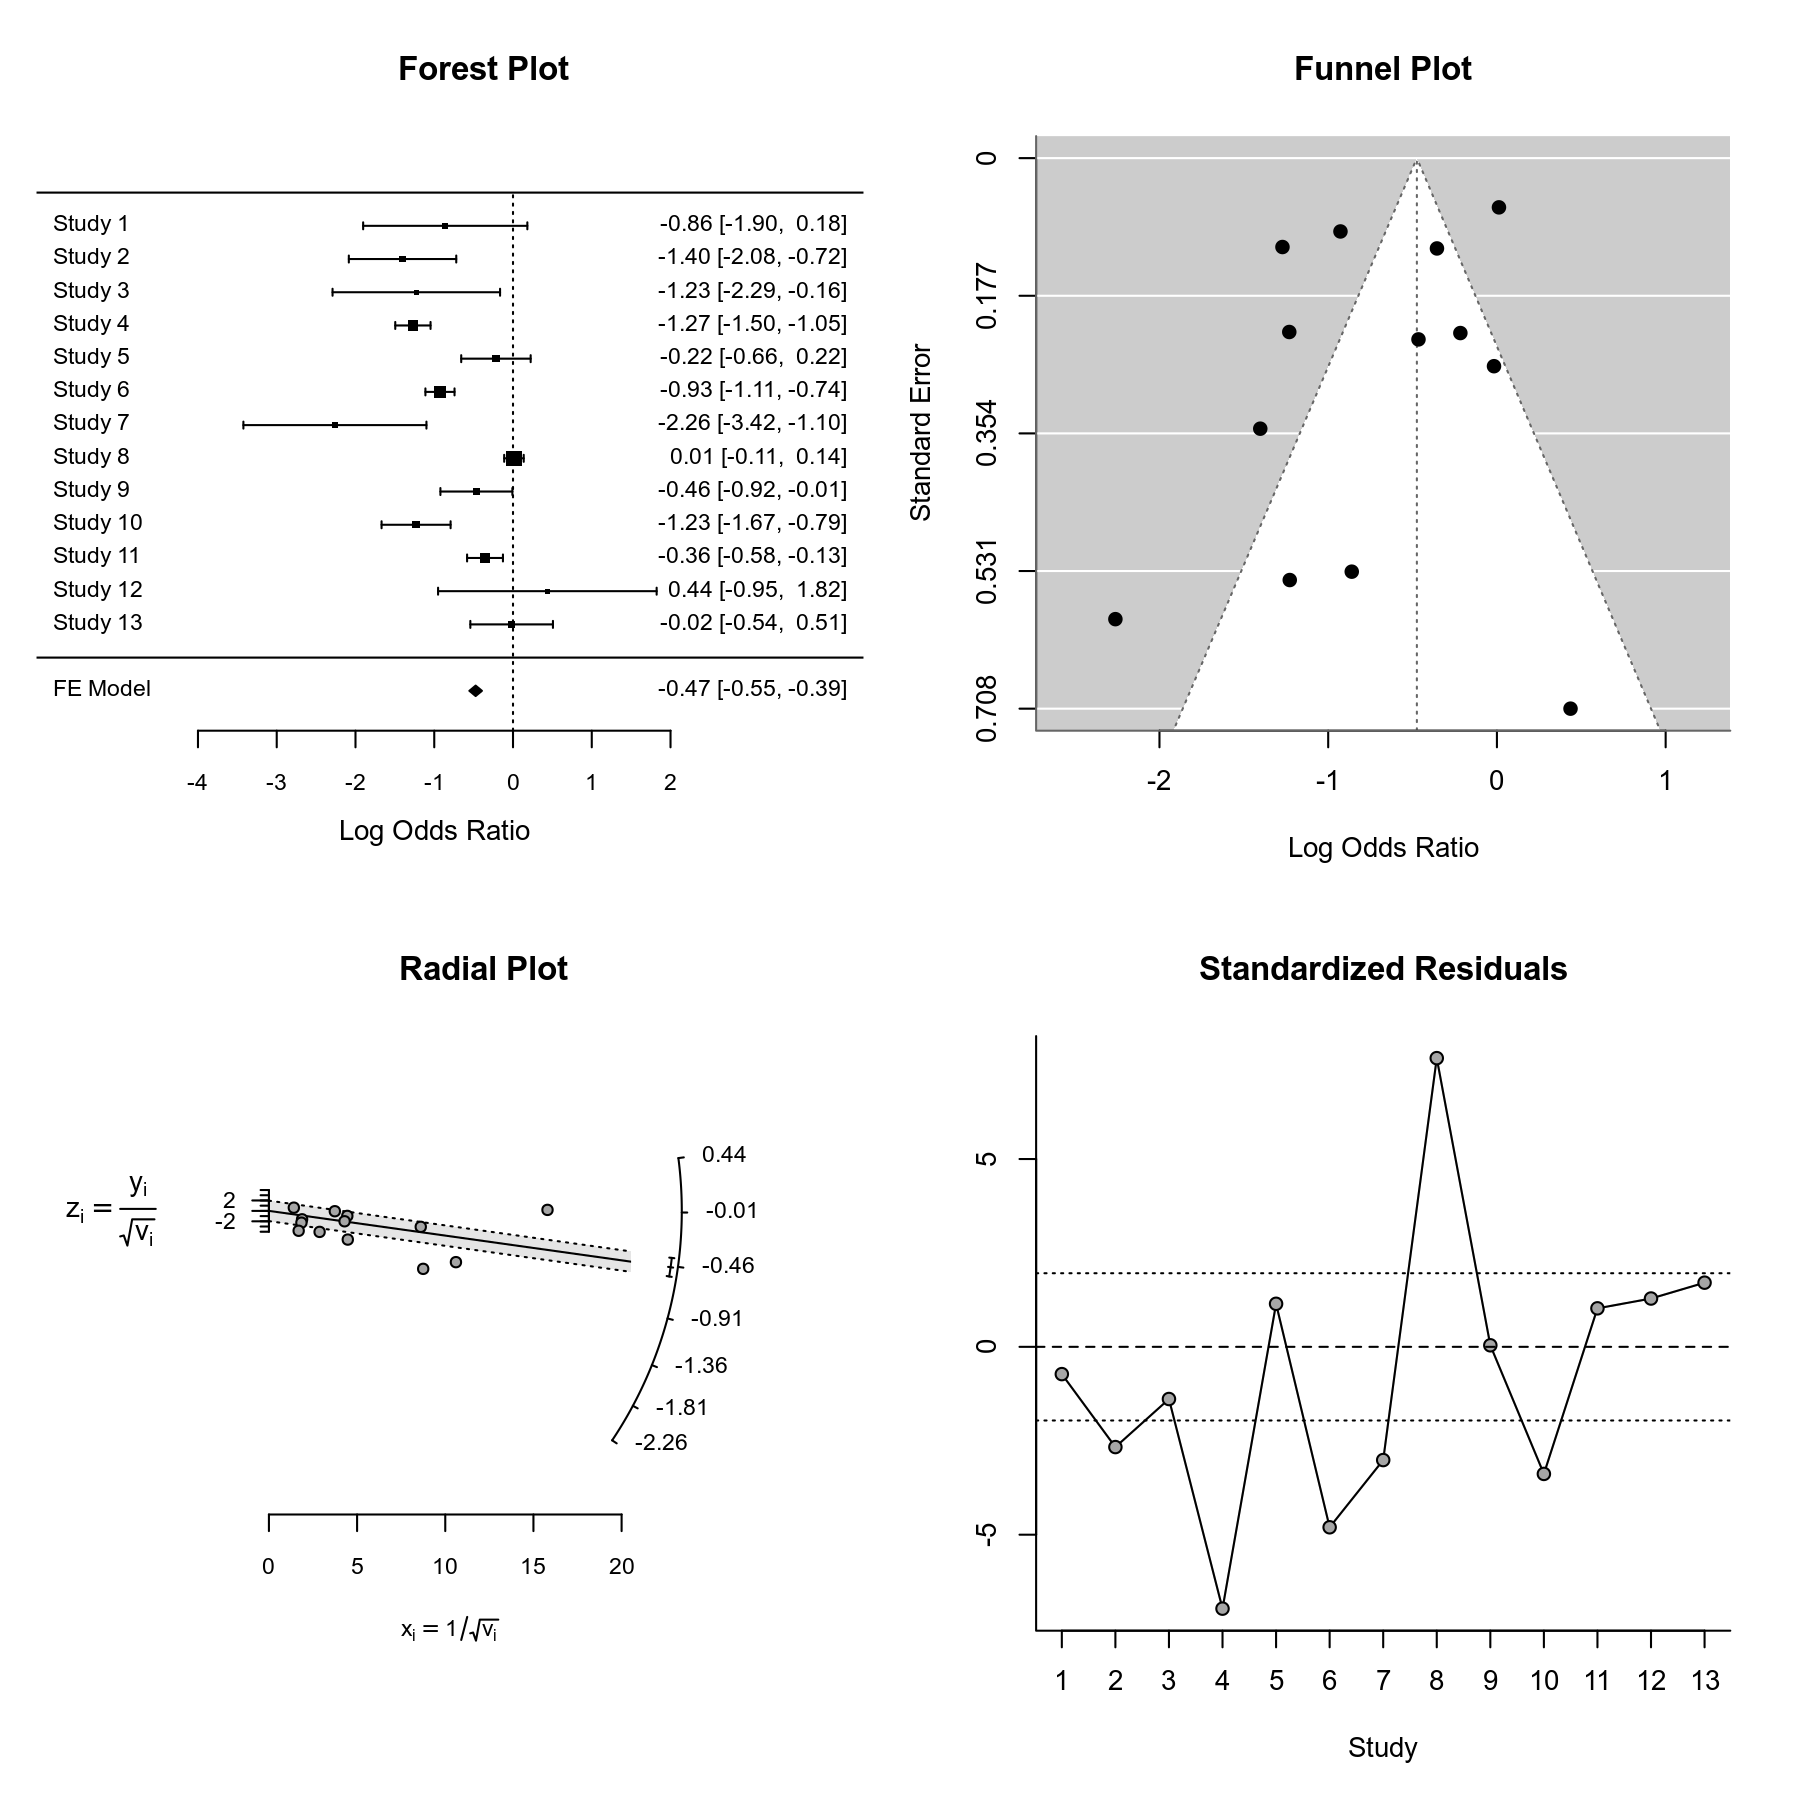 Forest Plot
Study 1 -0.86 [-1.90, 0.18]
Study 2 -1.40 [-2.08, -0.72]
Study 3 -1.23 [-2.29, -0.16]
Study 4 -1.27 [-1.50, -1.05]
Study 5 -0.22 [-0.66, 0.22]
Study 6 -0.93 [-1.11, -0.74]
Study 7 -2.26 [-3.42, -1.10]
Study 8 0.01 [-0.11, 0.14]
Study 9 -0.46 [-0.92, -0.01]
Study 10 -1.23 [-1.67, -0.79]
Study 11 -0.36 [-0.58, -0.13]
Study 12 0.44 [-0.95, 1.82]
Study 13 -0.02 [-0.54, 0.51]
FE Model -0.47 [-0.55, -0.39]
-4 -3 -2 -1 0 1 2
Log Odds Ratio
Funnel Plot
Standard Error
0
0.177
0.354
0.531
0.708
-2 -1 0 1
Log Odds Ratio
Radial Plot
zᵢ = yᵢ/√vᵢ
2
-2
0.44
-0.01
-0.46
-0.91
-1.36
-1.81
-2.26
0 5 10 15 20
xᵢ = 1/√vᵢ
Standardized Residuals
5
0
-5
1 2 3 4 5 6 7 8 9 10 11 12 13
Study